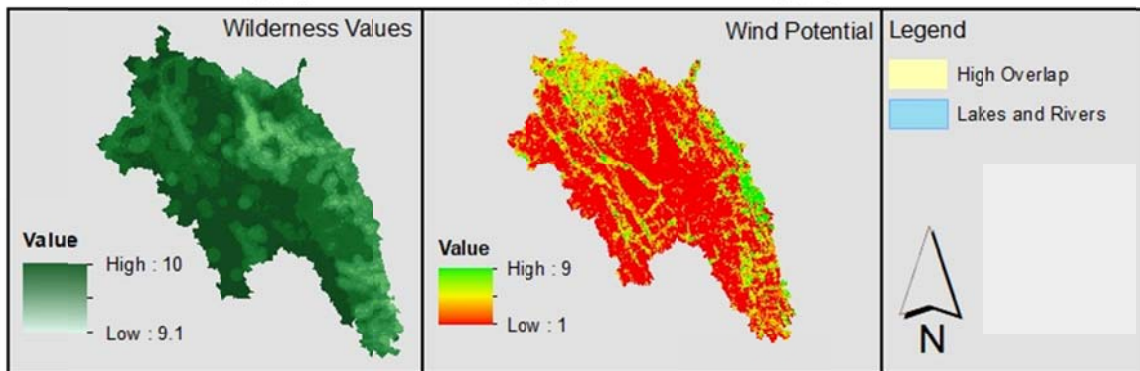 Wilderness Values
Value
High : 10
Low : 9.1
Wind Potential
Value
High : 9
Low : 1
Legend
High Overlap
Lakes and Rivers
N